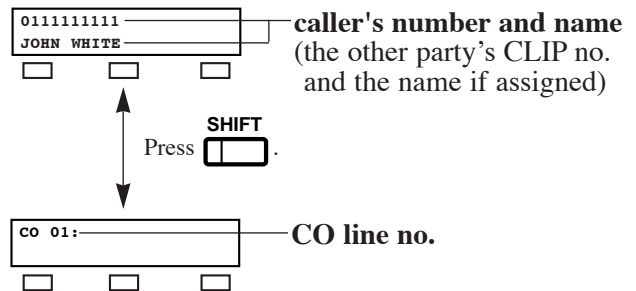 0111111111
JOHN WHITE
caller's number and name
(the other party's CLIP no.
and the name if assigned)
SHIFT
Press .
CO 01:
CO line no.